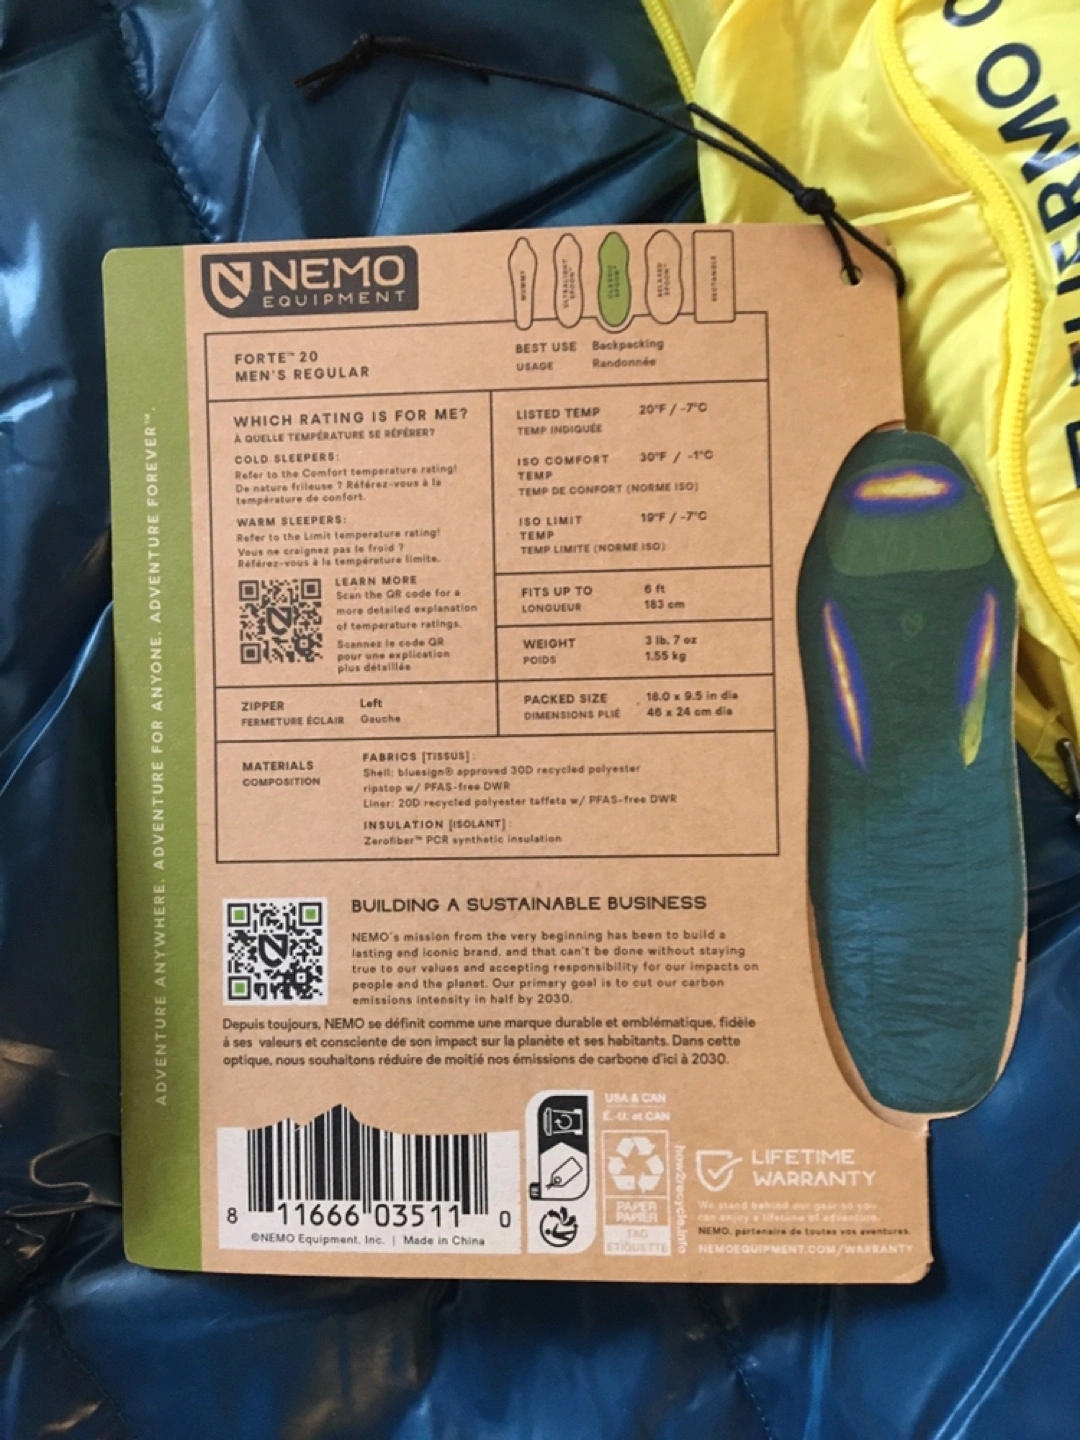 NEMO
EQUIPMENT
MUMMY
ULTRALIGHT SPOON™
CLASSIC SPOON™
RELAXED SPOON™
RECTANGLE
FORTE™ 20
MEN'S REGULAR
BEST USE Backpacking
USAGE Randonnée
WHICH RATING IS FOR ME?
À QUELLE TEMPÉRATURE SE RÉFÉRER?
COLD SLEEPERS:
Refer to the Comfort temperature rating!
De nature frileuse ? Référez-vous à la
température de confort.
WARM SLEEPERS:
Refer to the Limit temperature rating!
Vous ne craignez pas le froid ?
Référez-vous à la température limite.
LEARN MORE
Scan the QR code for a
more detailed explanation
of temperature ratings.
Scannez le code QR
pour une explication
plus détaillée
LISTED TEMP 20°F / -7°C
TEMP INDIQUÉE
ISO COMFORT 30°F / -1°C
TEMP
TEMP DE CONFORT (NORME ISO)
ISO LIMIT 19°F / -7°C
TEMP
TEMP LIMITE (NORME ISO)
FITS UP TO 6 ft
LONGUEUR 183 cm
WEIGHT 3 lb, 7 oz
POIDS 1.55 kg
ZIPPER Left
FERMETURE ÉCLAIR Gauche
PACKED SIZE 18.0 x 9.5 in dia
DIMENSIONS PLIÉ 46 x 24 cm dia
MATERIALS
COMPOSITION
FABRICS [TISSUS]:
Shell: bluesign® approved 30D recycled polyester
ripstop w/ PFAS-free DWR
Liner: 20D recycled polyester taffeta w/ PFAS-free DWR
INSULATION [ISOLANT]:
Zerofiber™ PCR synthetic insulation
BUILDING A SUSTAINABLE BUSINESS
NEMO's mission from the very beginning has been to build a
lasting and iconic brand, and that can't be done without staying
true to our values and accepting responsibility for our impacts on
people and the planet. Our primary goal is to cut our carbon
emissions intensity in half by 2030.
Depuis toujours, NEMO se définit comme une marque durable et emblématique, fidèle
à ses valeurs et consciente de son impact sur la planète et ses habitants. Dans cette
optique, nous souhaitons réduire de moitié nos émissions de carbone d'ici à 2030.
8 11666 03511 0
©NEMO Equipment, Inc. | Made in China
USA & CAN
É.-U. et CAN
PAPER
PAPIER
TAG
ÉTIQUETTE
how2recycle.info
LIFETIME
WARRANTY
We stand behind our gear so you
can enjoy a lifetime of adventure.
NEMO, partenaire de toutes vos aventures.
NEMOEQUIPMENT.COM/WARRANTY
ADVENTURE ANYWHERE. ADVENTURE FOR ANYONE. ADVENTURE FOREVER™.